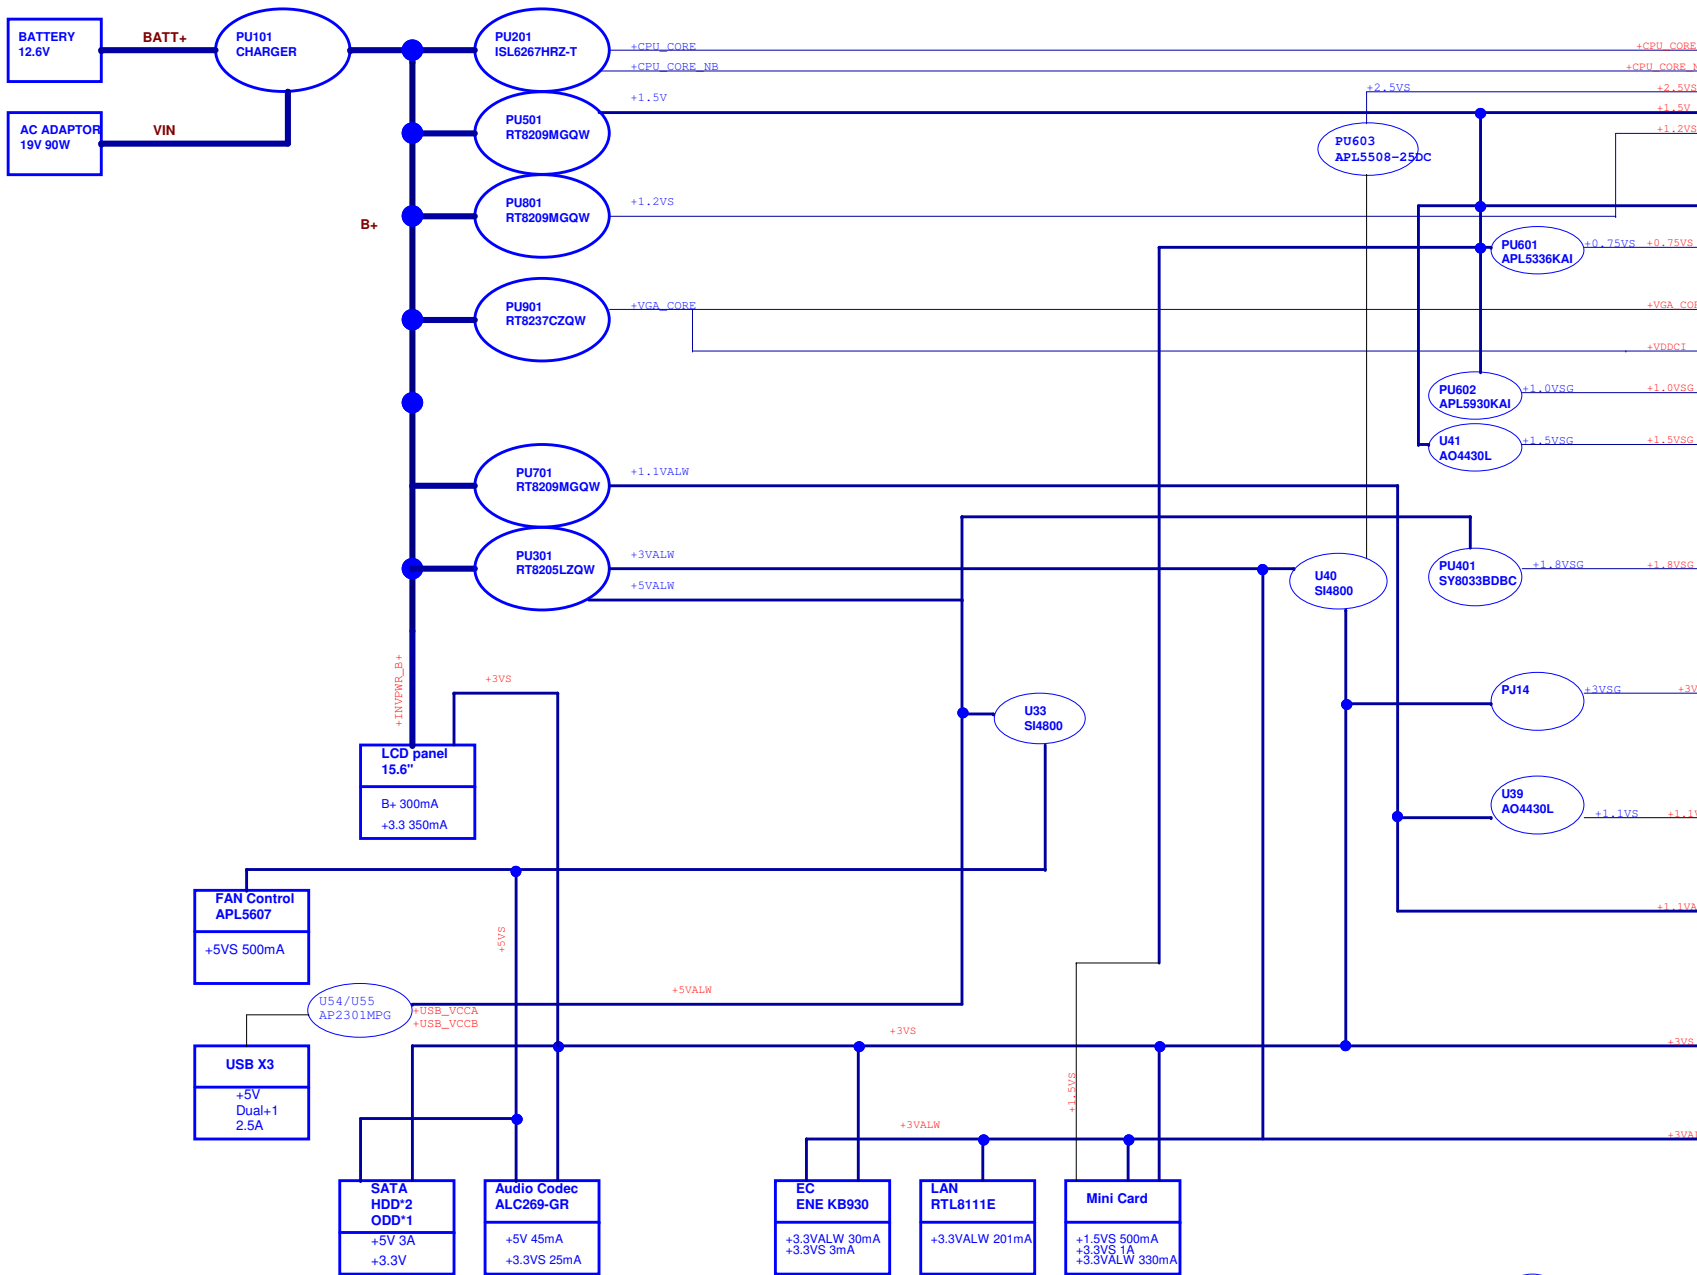 BATTERY
12.6V
BATT+
PU101
CHARGER
AC ADAPTOR
19V 90W
VIN
B+
PU201
ISL6267HRZ-T
+CPU_CORE
+CPU_CORE
+CPU_CORE_NB
+CPU_CORE_N
+2.5VS
+2.5VS
+1.5V
+1.5V
PU501
RT8209MGQW
+1.2VS
PU603
APL5508-25DC
PU801
RT8209MGQW
+1.2VS
PU601
APL5336KAI
+0.75VS
+0.75VS
PU901
RT8237CZQW
+VGA_CORE
+VGA_COR
+VDDCI
PU602
APL5930KAI
+1.0VSG
+1.0VSG
U41
AO4430L
+1.5VSG
+1.5VSG
PU701
RT8209MGQW
+1.1VALW
PU301
RT8205LZQW
+3VALW
+5VALW
U40
SI4800
PU401
SY8033BDBC
+1.8VSG
+1.8VSG
+INVPWR_B+
+3VS
U33
SI4800
PJ14
+3VSG
+3V
LCD panel
15.6"
B+ 300mA
+3.3 350mA
U39
AO4430L
+1.1VS
+1.1V
FAN Control
APL5607
+5VS 500mA
+5VS
+1.1VA
U54/U55
AP2301MPG
+USB_VCCA
+USB_VCCB
+5VALW
+3VS
+3VS
USB X3
+5V
Dual+1
2.5A
+1.5VS
+3VALW
+3VAL
SATA
HDD*2
ODD*1
+5V 3A
+3.3V
Audio Codec
ALC269-GR
+5V 45mA
+3.3VS 25mA
EC
ENE KB930
+3.3VALW 30mA
+3.3VS 3mA
LAN
RTL8111E
+3.3VALW 201mA
Mini Card
+1.5VS 500mA
+3.3VS 1A
+3.3VALW 330mA